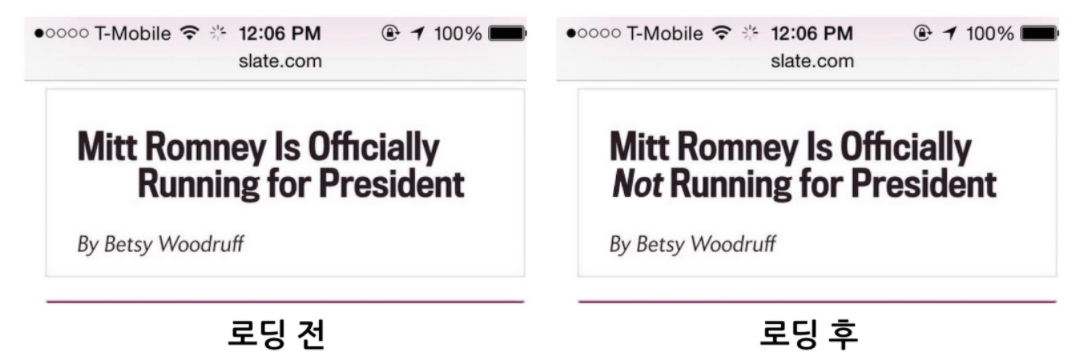 ●○○○○ T-Mobile 12:06 PM 100%
slate.com
Mitt Romney Is Officially
Running for President
By Betsy Woodruff
로딩 전
●○○○○ T-Mobile 12:06 PM 100%
slate.com
Mitt Romney Is Officially
Not Running for President
By Betsy Woodruff
로딩 후